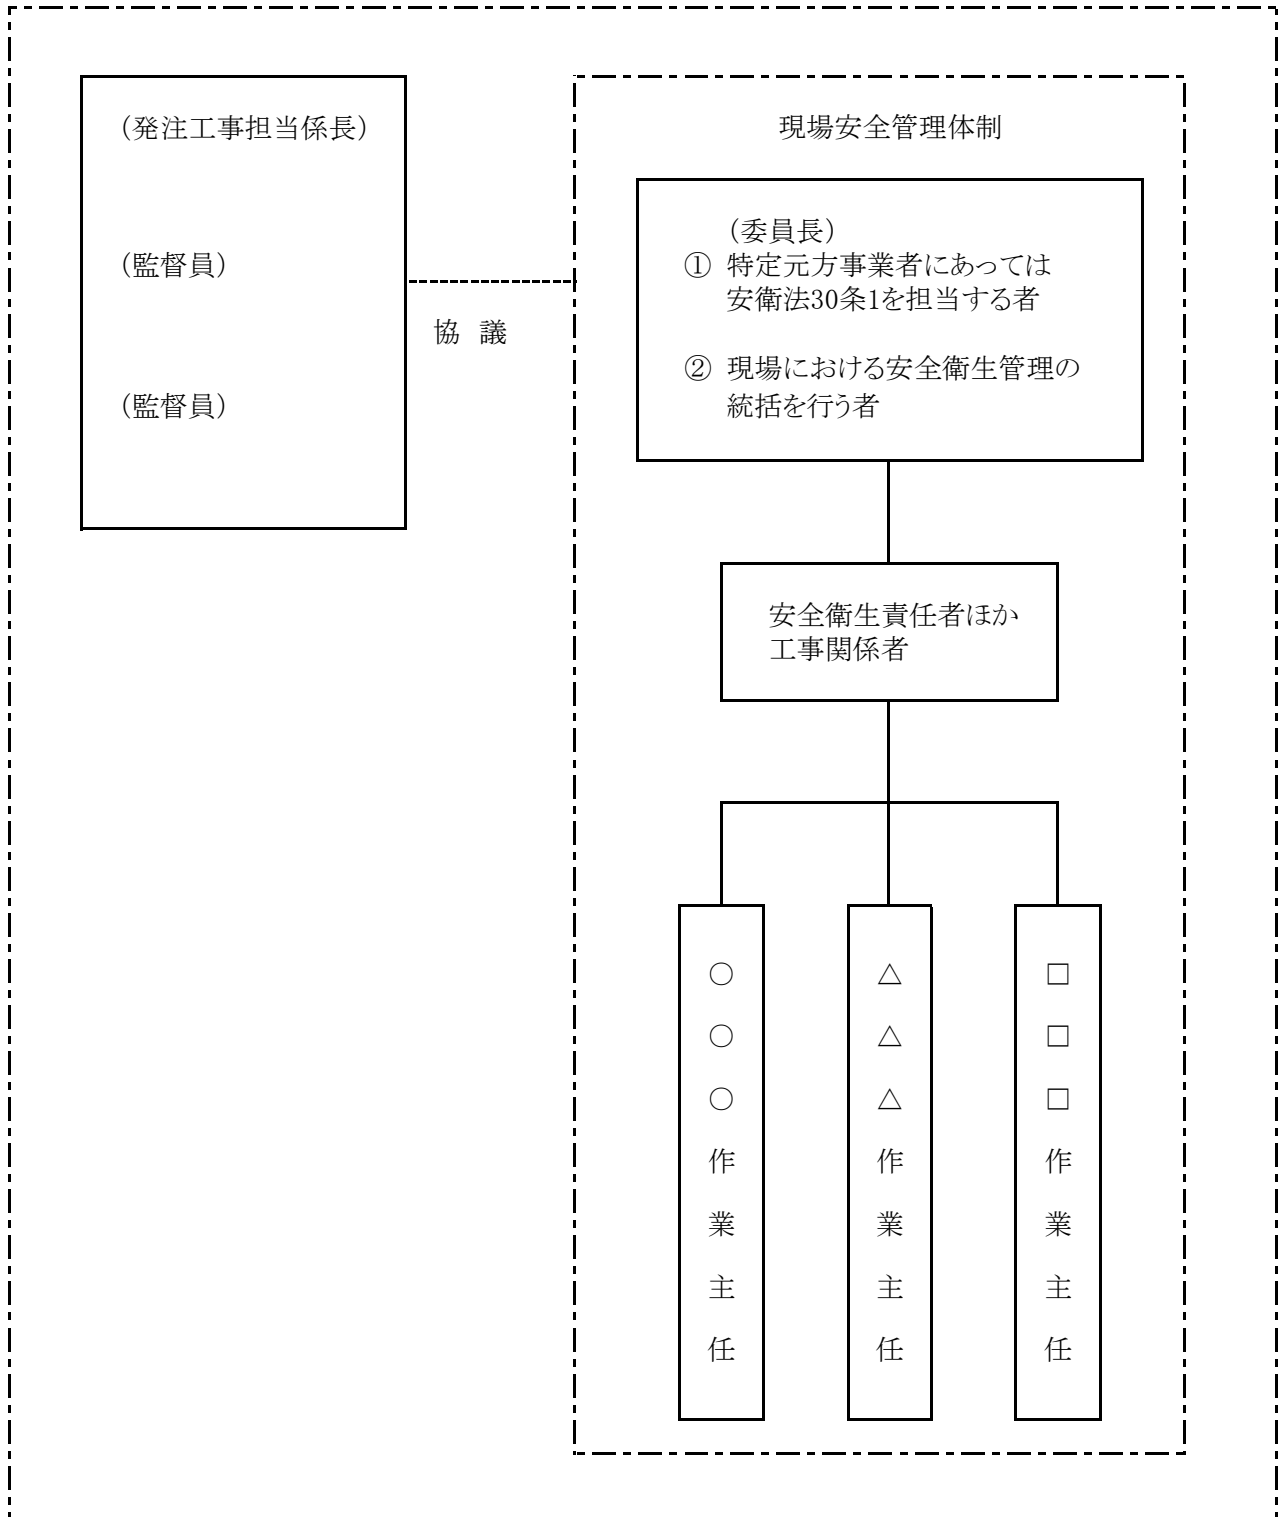 (発注工事担当係長)
(監督員)
(監督員)
協 議
現場安全管理体制
(委員長)
① 特定元方事業者にあっては
安衛法30条1を担当する者
② 現場における安全衛生管理の
統括を行う者
安全衛生責任者ほか
工事関係者
○○○作業主任
△△△作業主任
□□□作業主任